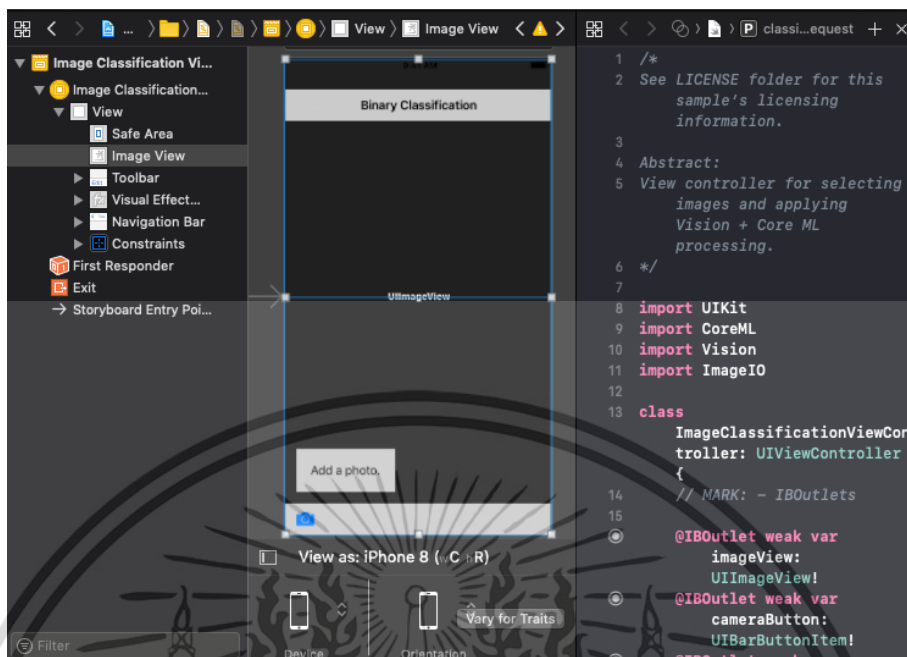 ... View Image View
classi...equest
Image Classification Vi...
Image Classification...
View
Safe Area
Image View
Toolbar
Visual Effect...
Navigation Bar
Constraints
First Responder
Exit
Storyboard Entry Poi...
Filter
Binary Classification
UIImageView
Add a photo.
View as: iPhone 8 (wC hR)
Vary for Traits
Device
Orientation
1 /*
2 See LICENSE folder for this
sample's licensing
information.
3
4 Abstract:
5 View controller for selecting
images and applying
Vision + Core ML
processing.
6 */
7
8 import UIKit
9 import CoreML
10 import Vision
11 import ImageIO
12
13 class
ImageClassificationViewCon
troller: UIViewController
{
14 // MARK: - IBOutlets
15
@IBOutlet weak var
imageView:
UIImageView!
@IBOutlet weak var
cameraButton:
UIBarButtonItem!